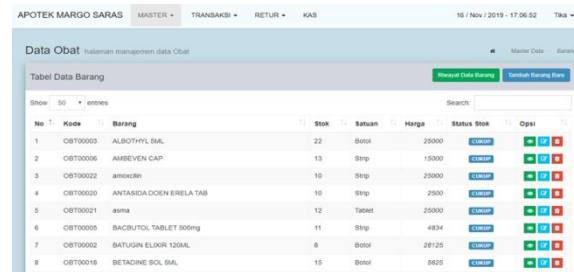 APOTEK MARGO SARAS MASTER TRANSAKSI RETUR KAS 16 / Nov / 2019 - 17:06:52 Tika
Data Obat halaman manajemen data Obat Master Data Barang
Tabel Data Barang Riwayat Data Barang Tambah Barang Baru
Show 50 entries Search:
No Kode Barang Stok Satuan Harga Status Stok Opsi
1 OBT00003 ALBOTHYL 5ML 22 Botol 25000 CUKUP
2 OBT00006 AMBEVEN CAP 13 Strip 15000 CUKUP
3 OBT00022 amoxcilin 10 Strip 25000 CUKUP
4 OBT00020 ANTASIDA DOEN ERELA TAB 10 Strip 2500 CUKUP
5 OBT00021 asma 12 Tablet 25000 CUKUP
6 OBT00005 BACBUTOL TABLET 500mg 11 Strip 4834 CUKUP
7 OBT00002 BATUGIN ELIXIR 120ML 8 Botol 28125 CUKUP
8 OBT00018 BETADINE SOL 5ML 15 Botol 5625 CUKUP